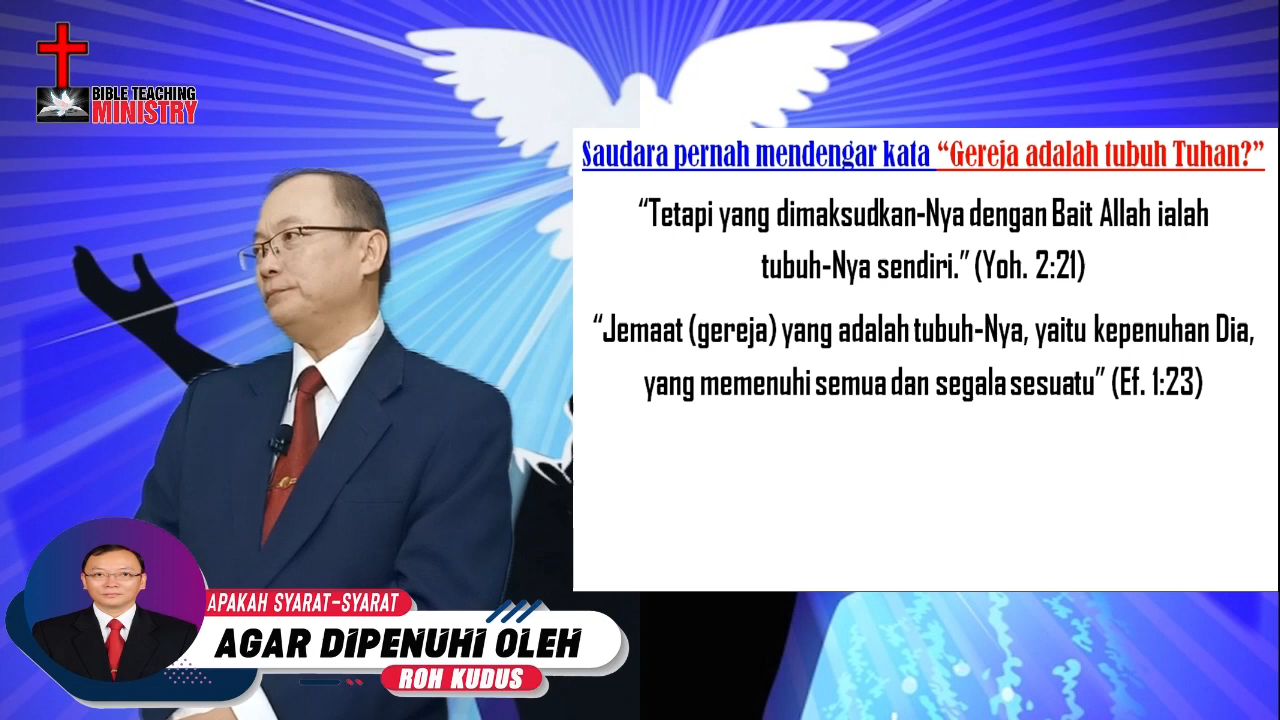 BIBLE TEACHING
MINISTRY
Saudara pernah mendengar kata “Gereja adalah tubuh Tuhan?”
“Tetapi yang dimaksudkan-Nya dengan Bait Allah ialah
tubuh-Nya sendiri.” (Yoh. 2:21)
“Jemaat (gereja) yang adalah tubuh-Nya, yaitu kepenuhan Dia,
yang memenuhi semua dan segala sesuatu” (Ef. 1:23)
APAKAH SYARAT-SYARAT
AGAR DIPENUHI OLEH
ROH KUDUS